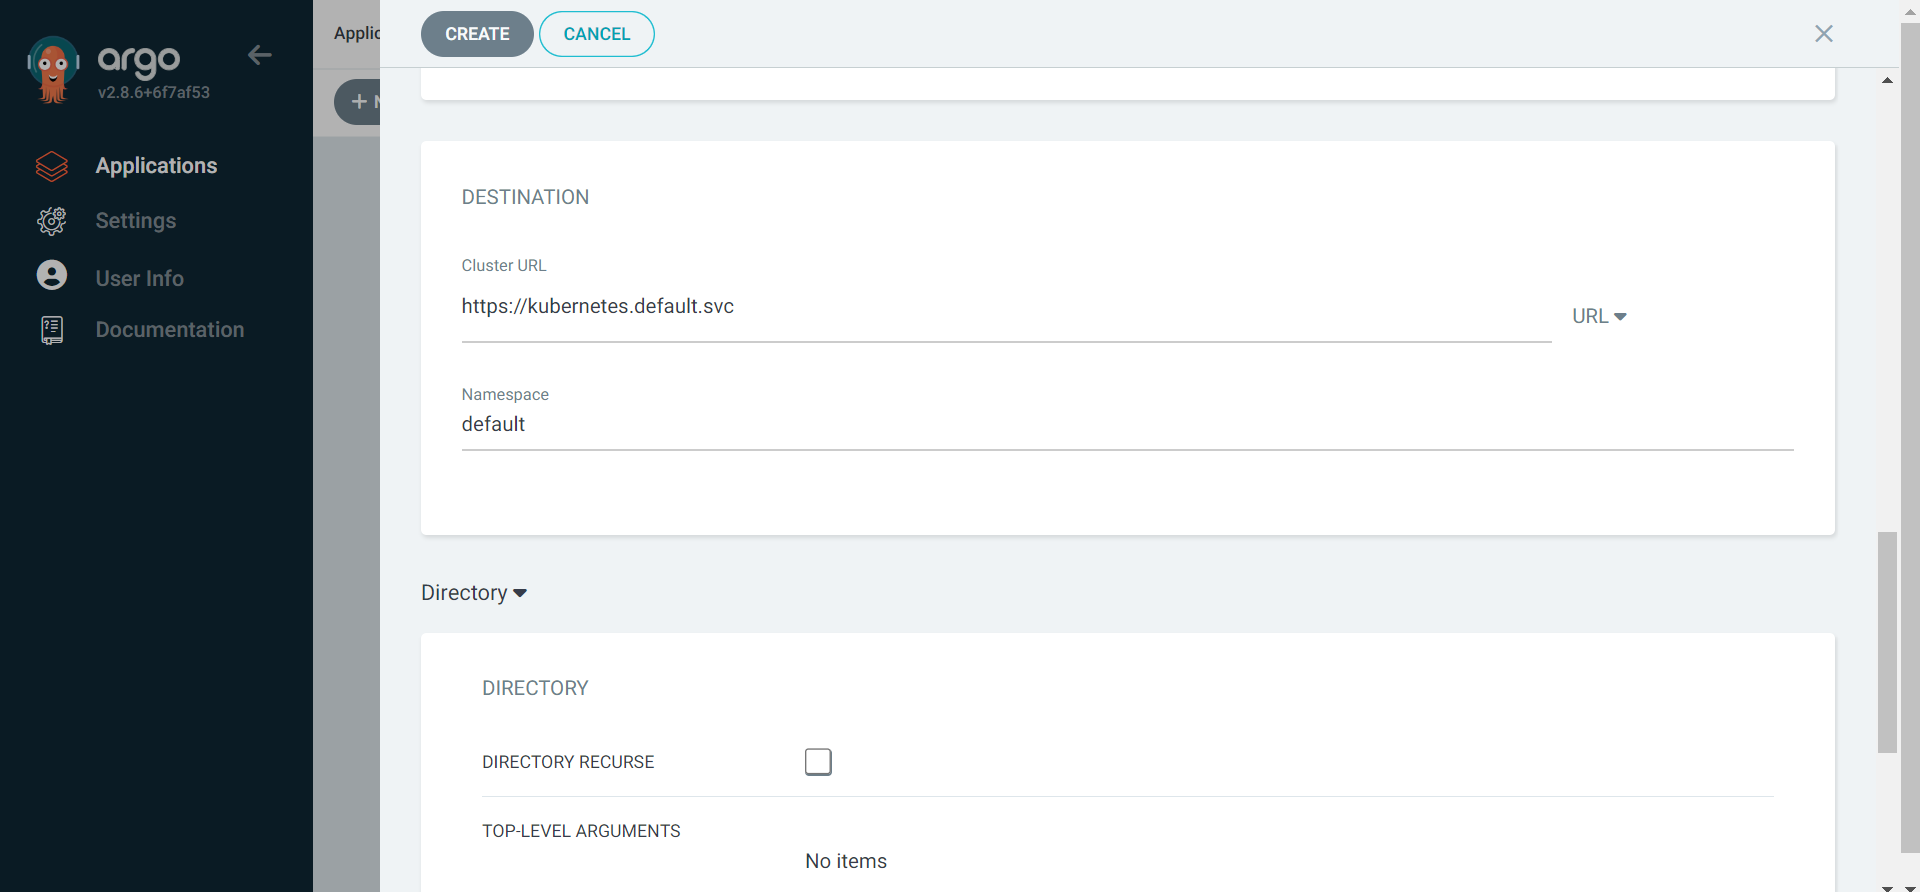 argo
v2.8.6+6f7af53
Applications
Settings
User Info
Documentation
Applic
+ N
CREATE
CANCEL
DESTINATION
Cluster URL
https://kubernetes.default.svc
URL
Namespace
default
Directory
DIRECTORY
DIRECTORY RECURSE
TOP-LEVEL ARGUMENTS
No items